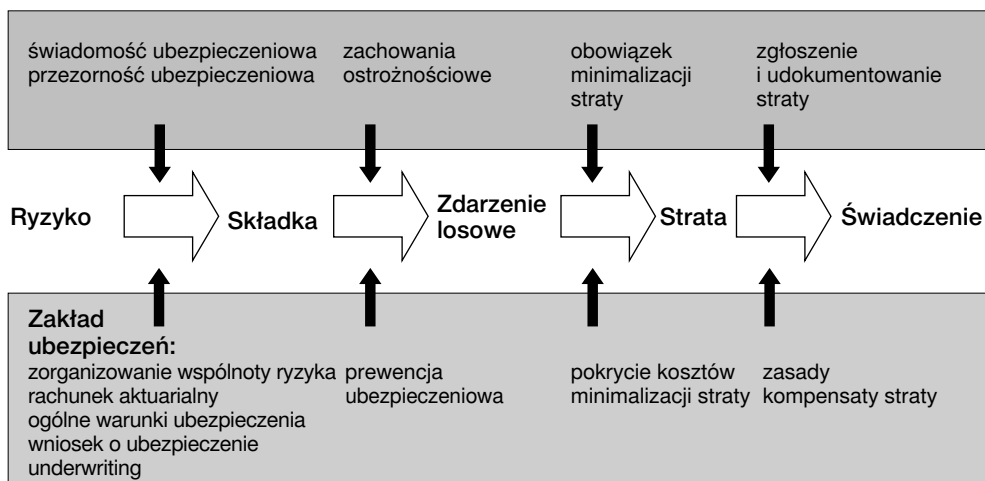 świadomość ubezpieczeniowa
przezorność ubezpieczeniowa
zachowania
ostrożnościowe
obowiązek
minimalizacji
straty
zgłoszenie
i udokumentowanie
straty
Ryzyko
Składka
Zdarzenie
losowe
Strata
Świadczenie
Zakład
ubezpieczeń:
zorganizowanie wspólnoty ryzyka
rachunek aktuarialny
ogólne warunki ubezpieczenia
wniosek o ubezpieczenie
underwriting
prewencja
ubezpieczeniowa
pokrycie kosztów
minimalizacji straty
zasady
kompensaty straty